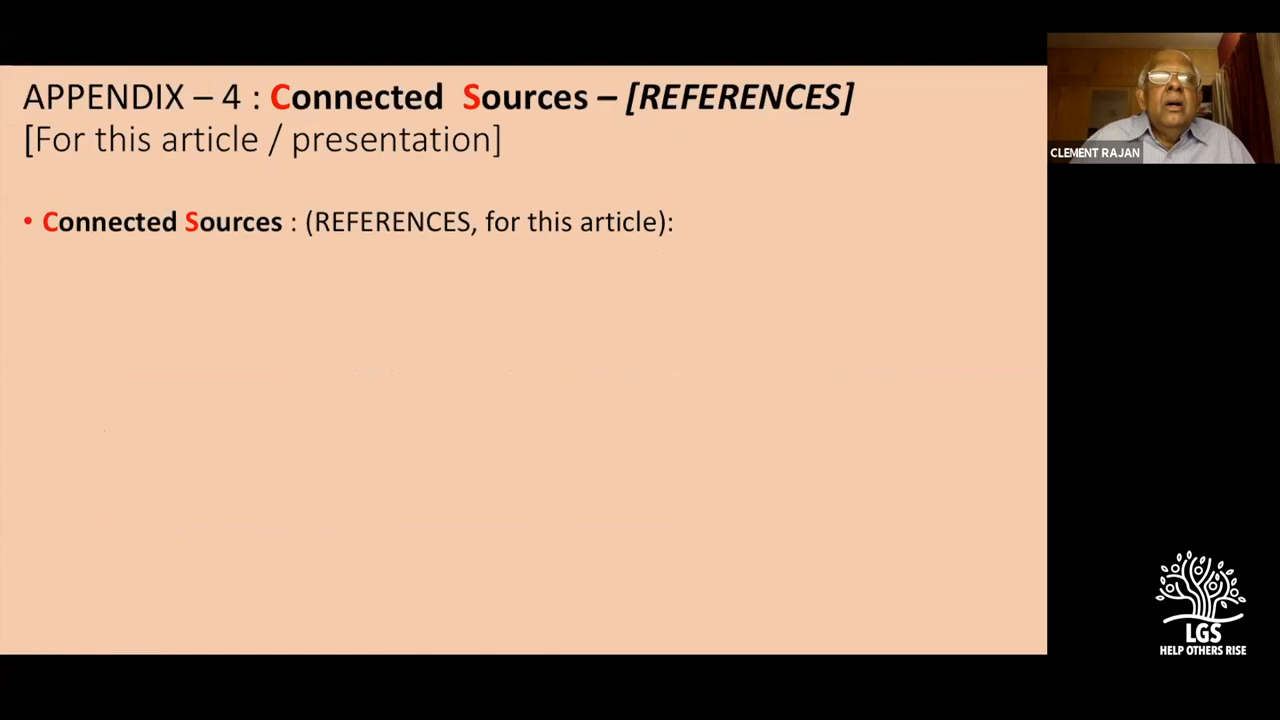 APPENDIX – 4 : Connected Sources – [REFERENCES]
[For this article / presentation]
• Connected Sources : (REFERENCES, for this article):
CLEMENT RAJAN
LGS
HELP OTHERS RISE